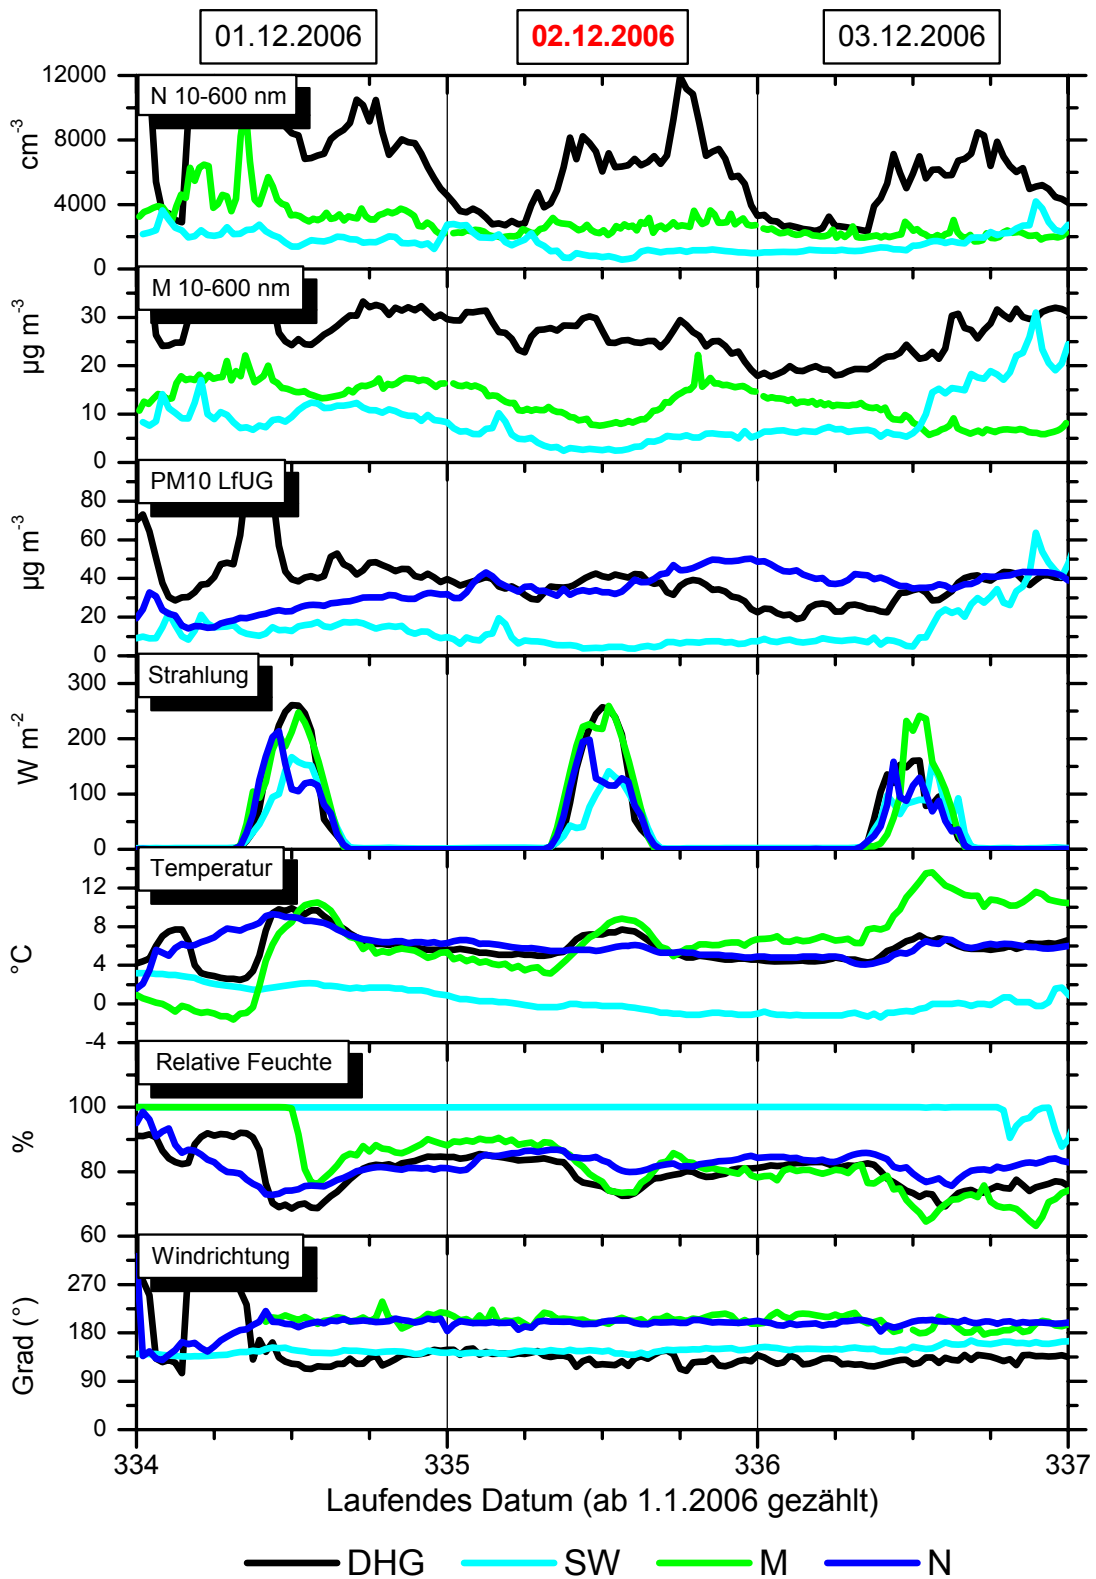 01.12.2006 02.12.2006 03.12.2006
N 10-600 nm
cm-3
12000
8000
4000
0
M 10-600 nm
µg m-3
30
20
10
0
PM10 LfUG
µg m-3
80
60
40
20
0
Strahlung
W m-2
300
200
100
0
Temperatur
°C
12
8
4
0
-4
Relative Feuchte
%
100
80
60
Windrichtung
Grad (°)
270
180
90
0
334 335 336 337
Laufendes Datum (ab 1.1.2006 gezählt)
DHG SW M N